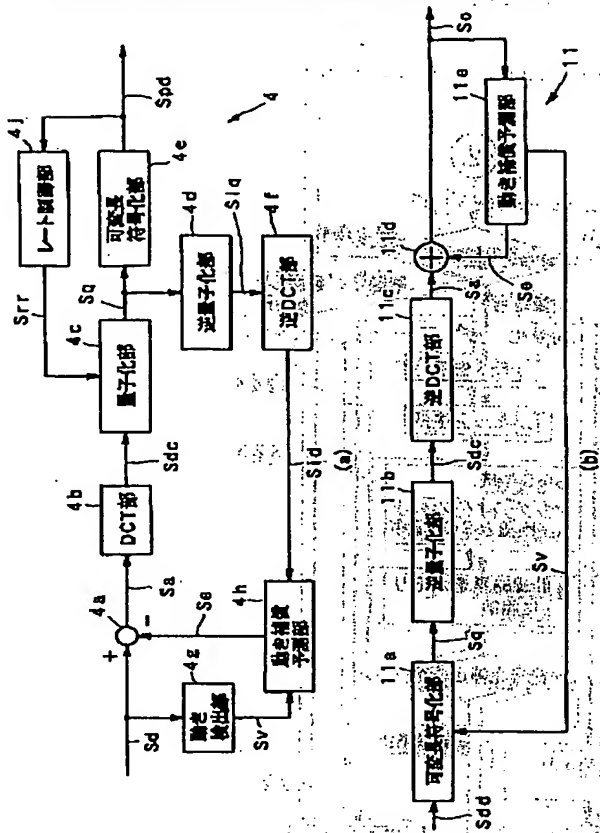 4j
レート制御部
Srr
4c
量子化部
Sq
可変長
符号化部
4e
Spd
4
4b
DCT部
Sdc
4a
+
-
Sa
Sd
4d
逆量子化部
Siq
4f
逆DCT部
Sid
4g
動き
検出部
Sv
Se
4h
動き補償
予測部
(a)
Sdd
11a
可変長符号化部
Sq
11b
逆量子化部
Sdc
11c
逆DCT部
Sa
11d
+
So
11e
動き補償予測部
Se
Sv
11
(b)